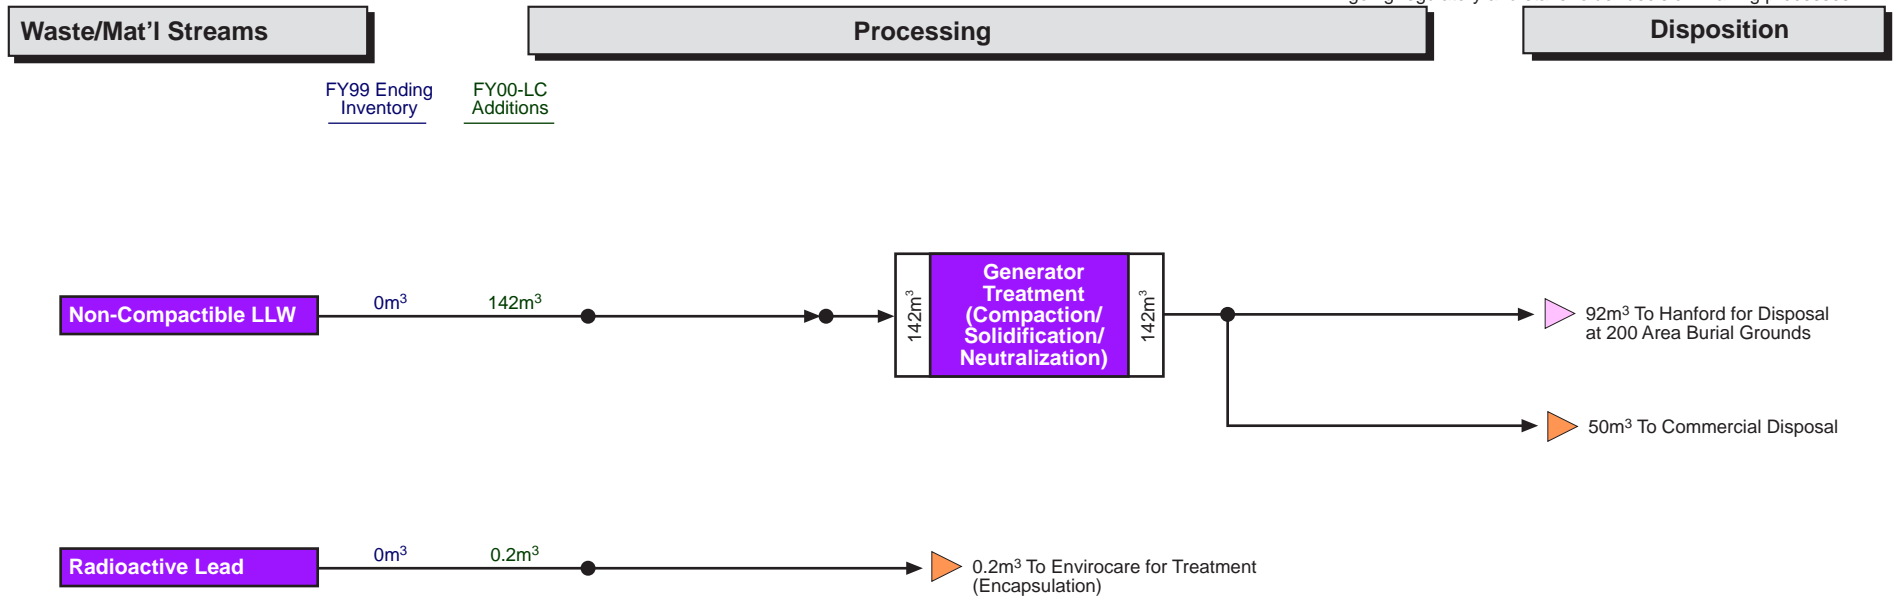 Waste/Mat'l Streams
Processing
Disposition
FY99 Ending
Inventory
FY00-LC
Additions
Non-Compactible LLW
0m³
142m³
142m³
Generator
Treatment
(Compaction/
Solidification/
Neutralization)
142m³
92m³ To Hanford for Disposal
at 200 Area Burial Grounds
50m³ To Commercial Disposal
Radioactive Lead
0m³
0.2m³
0.2m³ To Envirocare for Treatment
(Encapsulation)